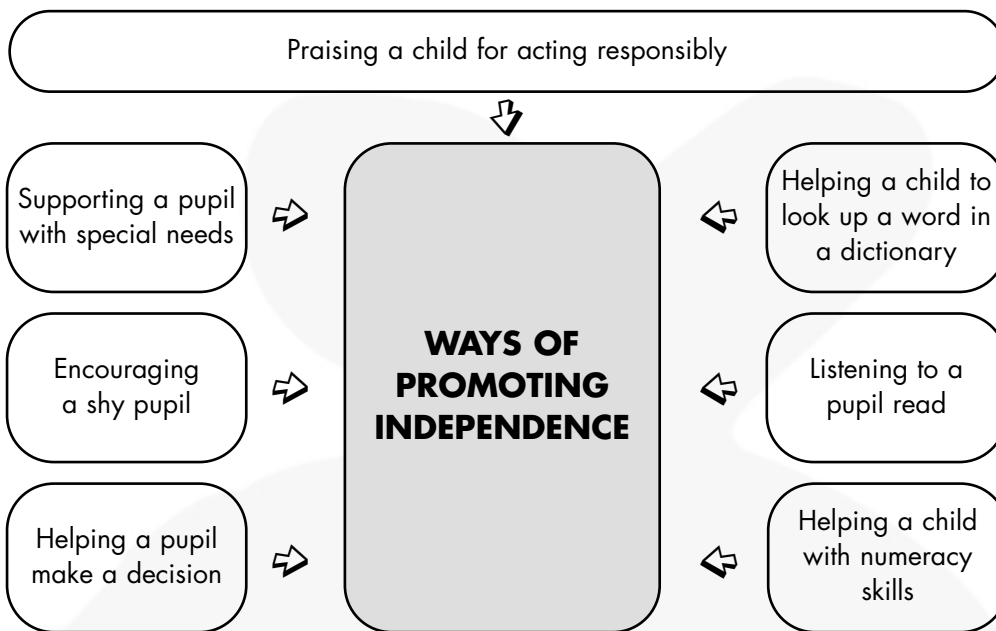 Praising a child for acting responsibly
Supporting a pupil
with special needs
Encouraging
a shy pupil
Helping a pupil
make a decision
WAYS OF
PROMOTING
INDEPENDENCE
Helping a child to
look up a word in
a dictionary
Listening to a
pupil read
Helping a child
with numeracy
skills